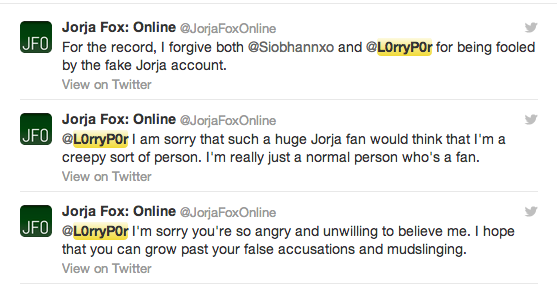 JFO
Jorja Fox: Online @JorjaFoxOnline
For the record, I forgive both @Siobhannxo and @L0rryP0r for being fooled
by the fake Jorja account.
View on Twitter
JFO
Jorja Fox: Online @JorjaFoxOnline
@L0rryP0r I am sorry that such a huge Jorja fan would think that I'm a
creepy sort of person. I'm really just a normal person who's a fan.
View on Twitter
JFO
Jorja Fox: Online @JorjaFoxOnline
@L0rryP0r I'm sorry you're so angry and unwilling to believe me. I hope
that you can grow past your false accusations and mudslinging.
View on Twitter